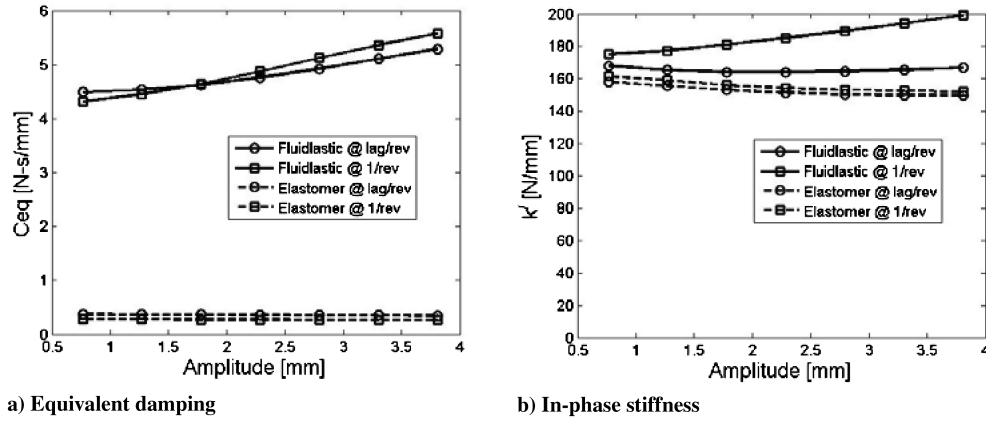 6
5
4
3
2
1
0
Ceq [N-s/mm]
Fluidlastic @ lag/rev
Fluidlastic @ 1/rev
Elastomer @ lag/rev
Elastomer @ 1/rev
0.5 1 1.5 2 2.5 3 3.5 4
Amplitude [mm]
a) Equivalent damping
200
180
160
140
120
100
80
60
40
20
0
k' [N/mm]
Fluidlastic @ lag/rev
Fluidlastic @ 1/rev
Elastomer @ lag/rev
Elastomer @ 1/rev
0.5 1 1.5 2 2.5 3 3.5 4
Amplitude [mm]
b) In-phase stiffness